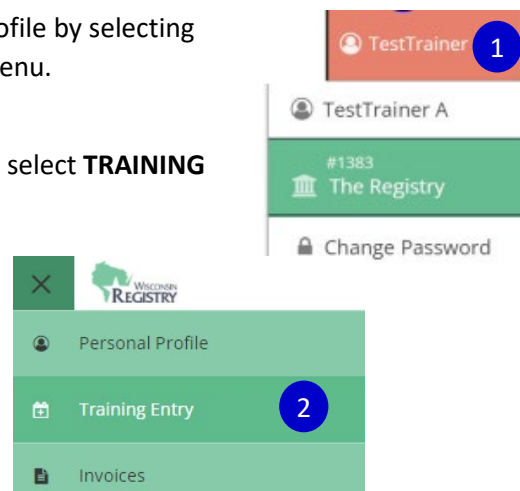 ofile by selecting
enu.
select TRAINING
TestTrainer 1
TestTrainer A
#1383
The Registry
Change Password
WISCONSIN
REGISTRY
Personal Profile
Training Entry 2
Invoices